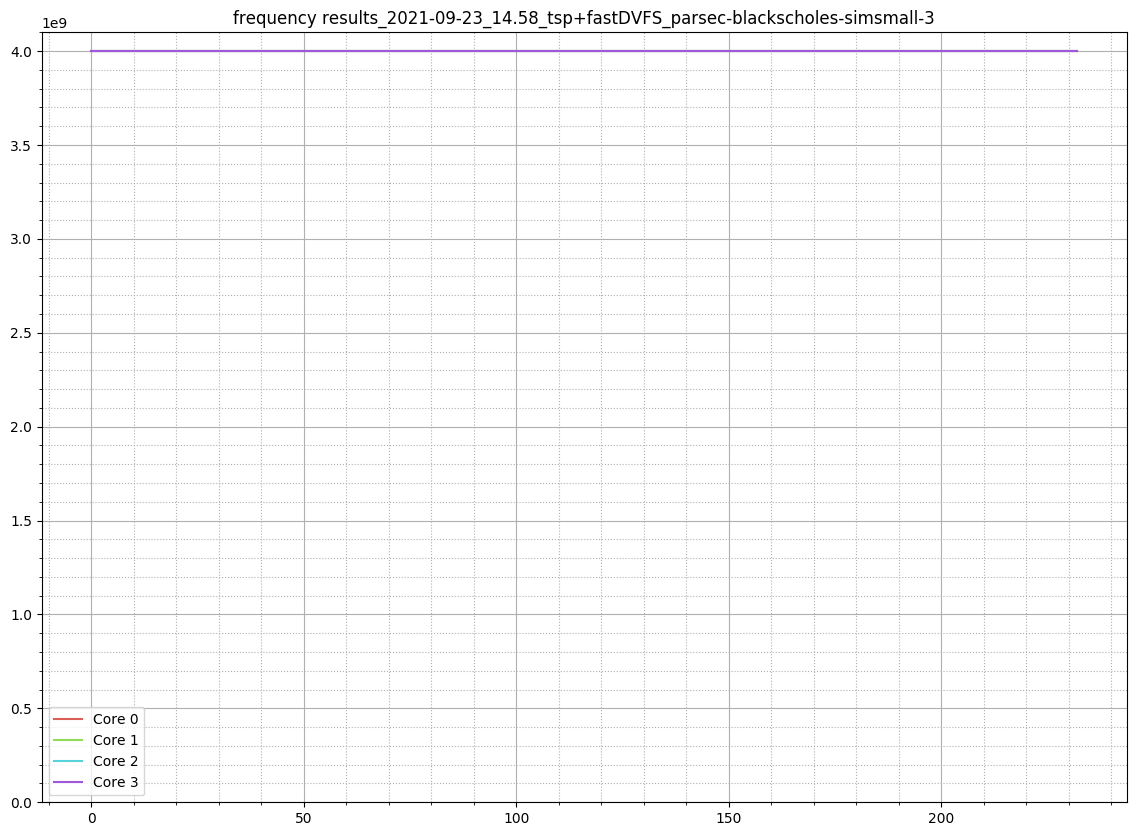 frequency results_2021-09-23_14.58_tsp+fastDVFS_parsec-blackscholes-simsmall-3
1e9
4.0
3.5
3.0
2.5
2.0
1.5
1.0
0.5
0.0
Core 0
Core 1
Core 2
Core 3
0 50 100 150 200